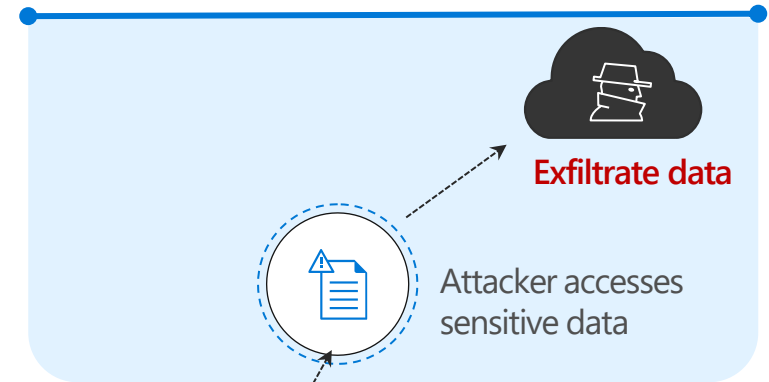 Exfiltrate data
Attacker accesses
sensitive data